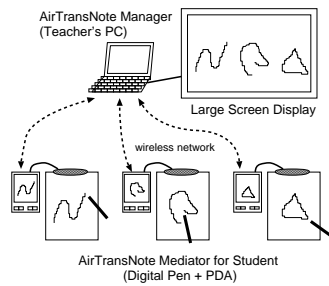 AirTransNote Manager
(Teacher's PC)
Large Screen Display
wireless network
AirTransNote Mediator for Student
(Digital Pen + PDA)